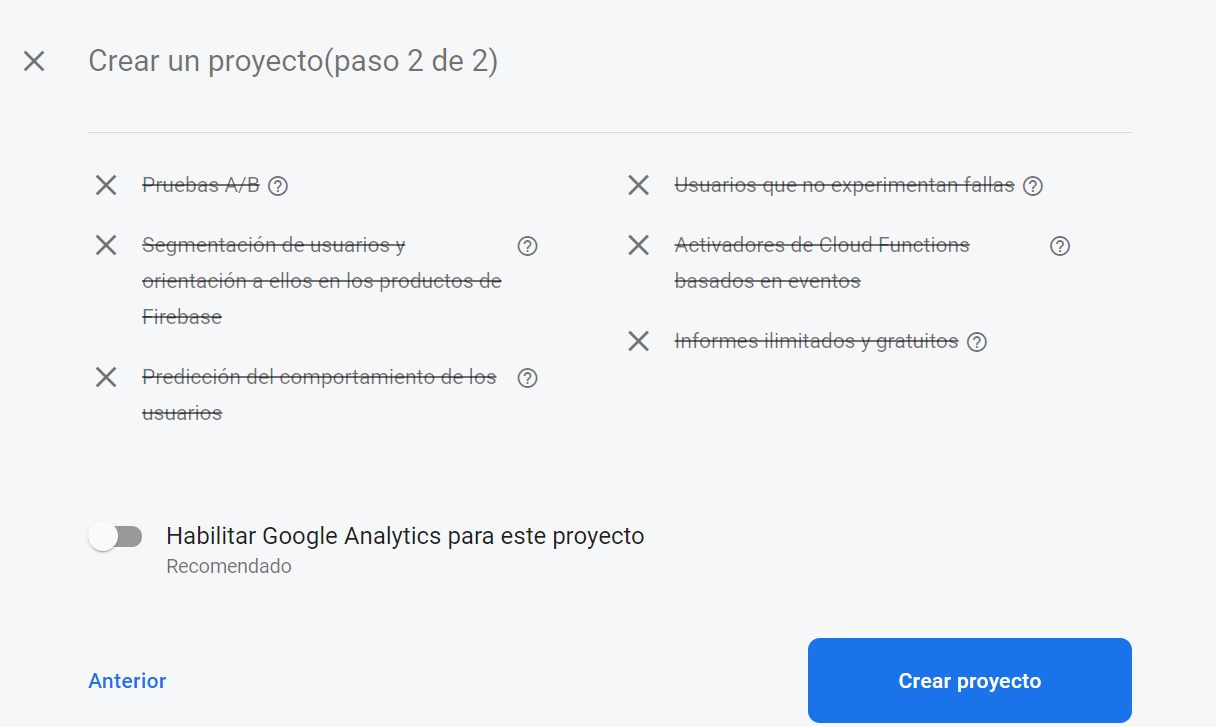 Crear un proyecto(paso 2 de 2)
Pruebas A/B
Segmentación de usuarios y
orientación a ellos en los productos de
Firebase
Predicción del comportamiento de los
usuarios
Usuarios que no experimentan fallas
Activadores de Cloud Functions
basados en eventos
Informes ilimitados y gratuitos
Habilitar Google Analytics para este proyecto
Recomendado
Anterior
Crear proyecto